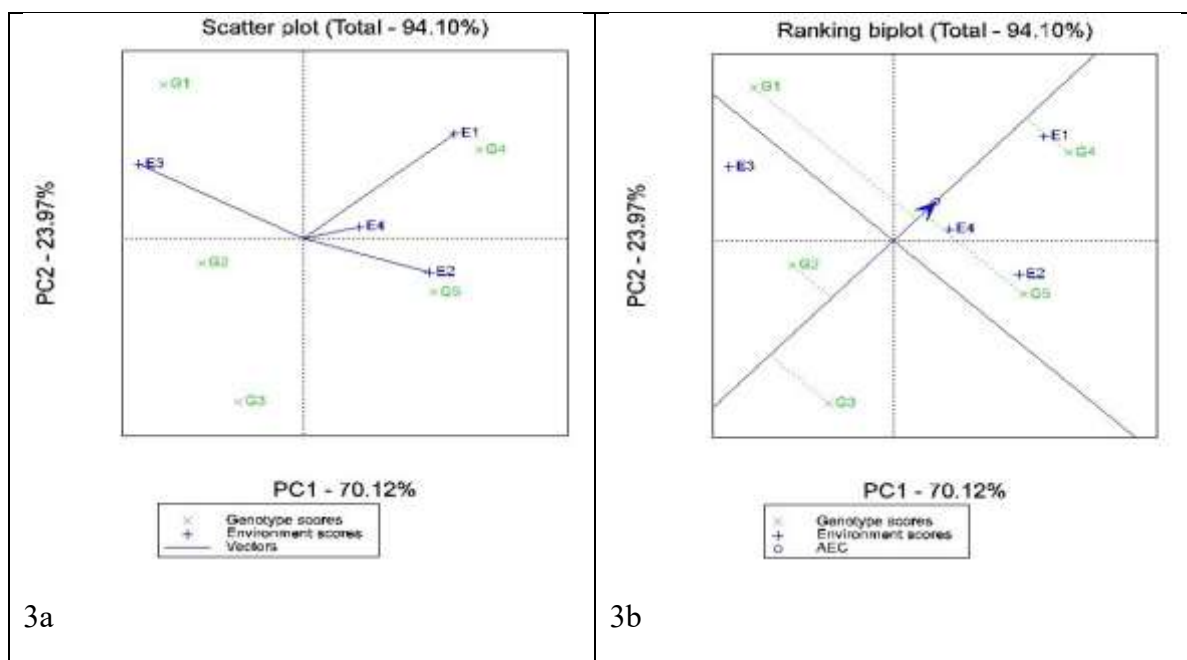 Scatter plot (Total - 94.10%)
G1
E1
G4
E3
E4
G2
E2
G5
G3
PC2 - 23.97%
PC1 - 70.12%
Genotype scores
Environment scores
Vectors
3a
Ranking biplot (Total - 94.10%)
G1
E1
G4
E3
E4
G2
E2
G5
G3
PC2 - 23.97%
PC1 - 70.12%
Genotype scores
Environment scores
AEC
3b